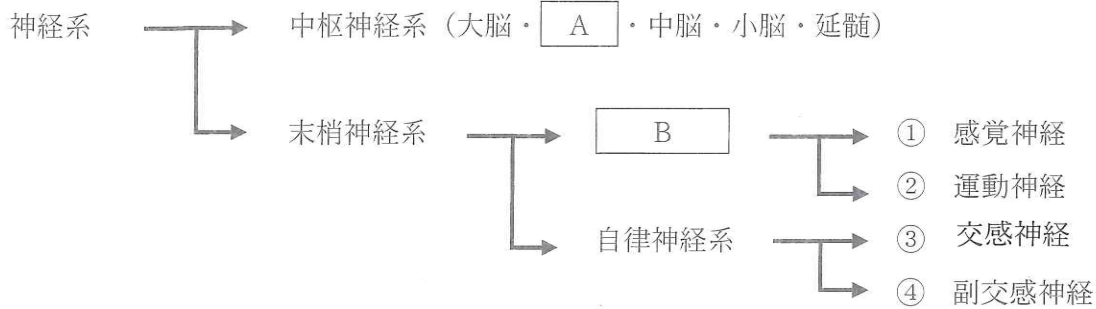 神経系 中枢神経系(大脳・ A ・中脳・小脳・延髄)
末梢神経系 B ① 感覚神経
② 運動神経
自律神経系 ③ 交感神経
④ 副交感神経